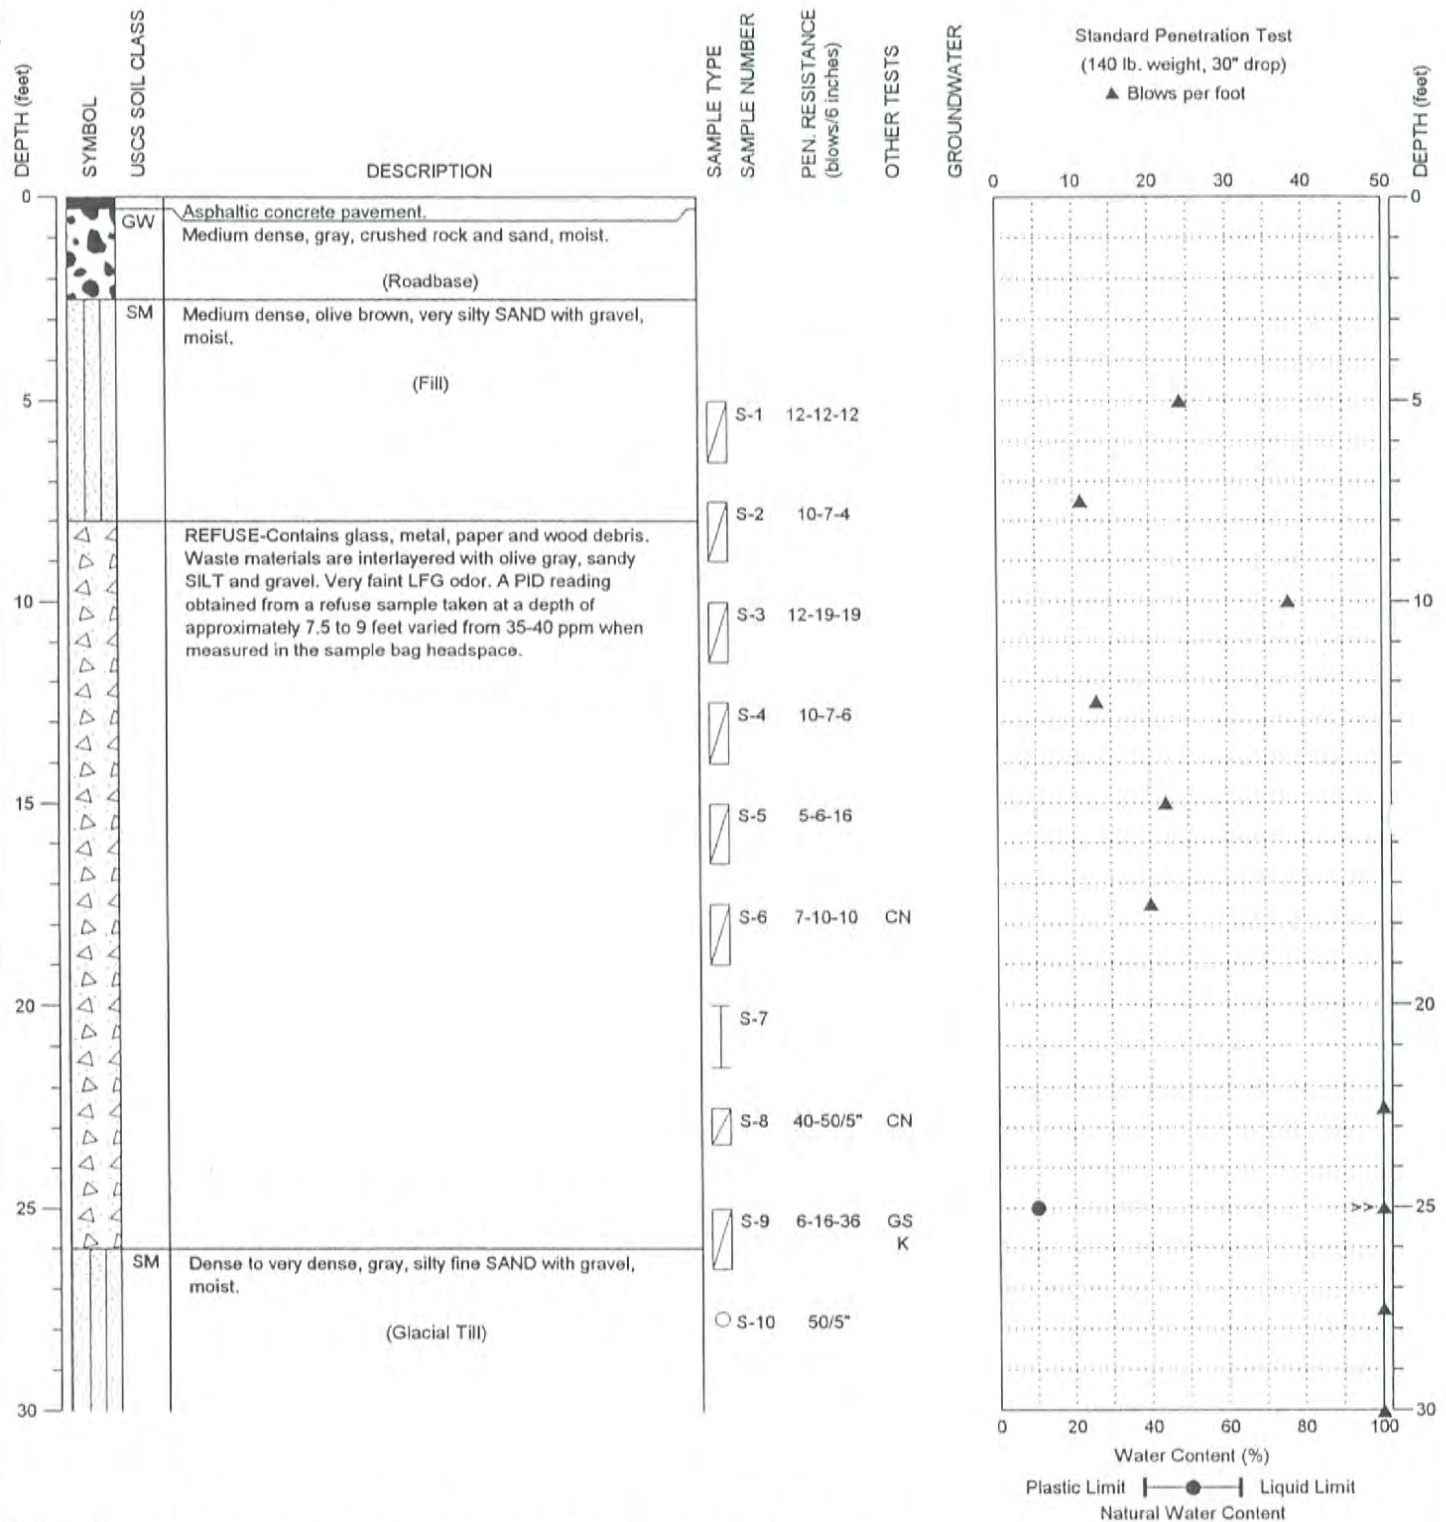 DEPTH (feet)
SYMBOL
USCS SOIL CLASS
DESCRIPTION
SAMPLE TYPE
SAMPLE NUMBER
PEN. RESISTANCE
(blows/6 inches)
OTHER TESTS
GROUNDWATER
Standard Penetration Test
(140 lb. weight, 30" drop)
▲ Blows per foot
DEPTH (feet)
0 10 20 30 40 50
0
0
GW
Asphaltic concrete pavement.
Medium dense, gray, crushed rock and sand, moist.
(Roadbase)
SM
Medium dense, olive brown, very silty SAND with gravel,
moist.
(Fill)
5
S-1 12-12-12
5
S-2 10-7-4
REFUSE-Contains glass, metal, paper and wood debris.
Waste materials are interlayered with olive gray, sandy
SILT and gravel. Very faint LFG odor. A PID reading
obtained from a refuse sample taken at a depth of
approximately 7.5 to 9 feet varied from 35-40 ppm when
measured in the sample bag headspace.
10
S-3 12-19-19
10
S-4 10-7-6
15
S-5 5-6-16
15
S-6 7-10-10 CN
20
S-7
20
S-8 40-50/5" CN
25
S-9 6-16-36 GS
K
>>
25
SM
Dense to very dense, gray, silty fine SAND with gravel,
moist.
(Glacial Till)
S-10 50/5"
30
30
0 20 40 60 80 100
Water Content (%)
Plastic Limit Liquid Limit
Natural Water Content